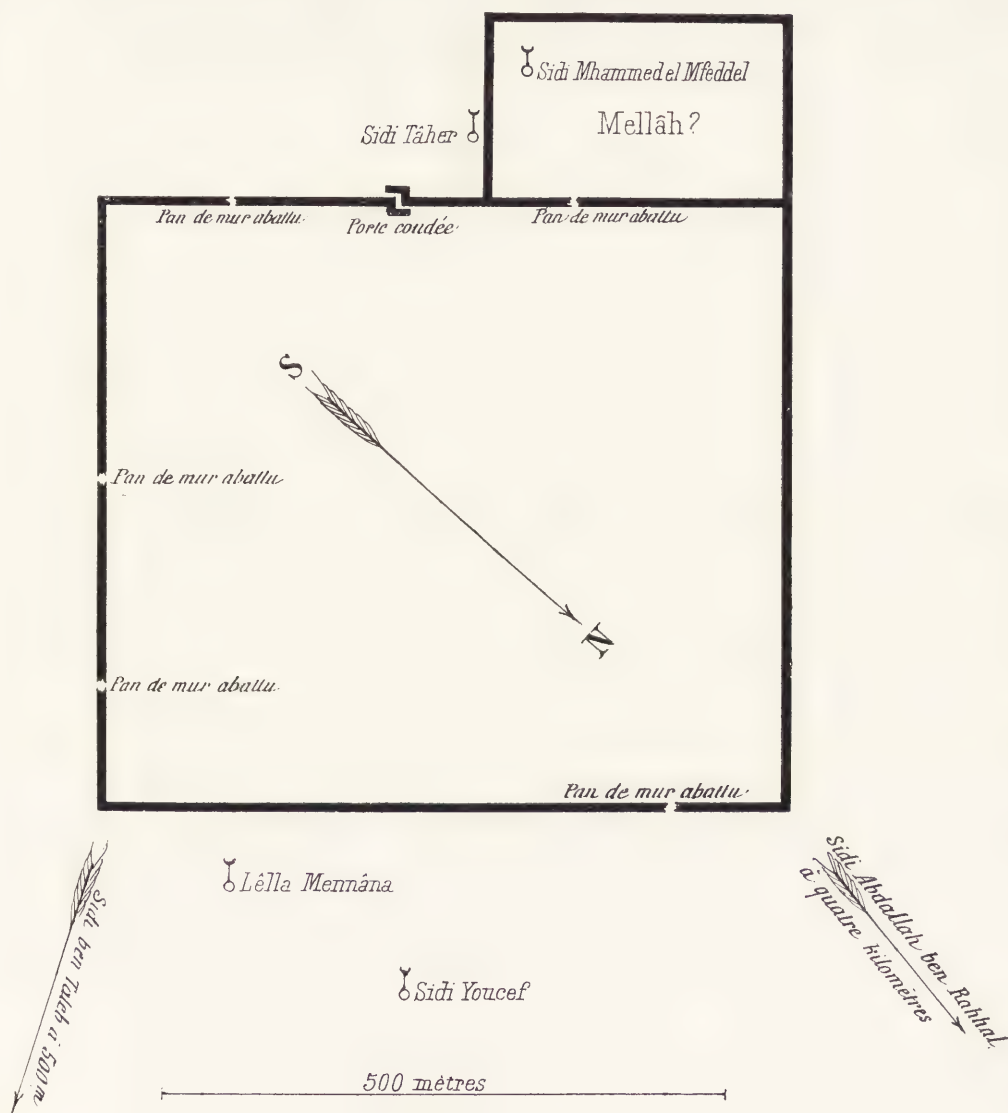 Sidi Mhammed el Mfeddel
Mellâh?
Sidi Tâher
Pan de mur abattu.
Porte coudée.
Pan de mur abattu
S
Pan de mur abattu
N
Pan de mur abattu.
Pan de mur abattu.
Lêlla Mennâna
Sidi ben Taleb à 500 m
Sidi Abdallah ben Rahhal.
à quatre kilomètres
Sidi Youcef
500 mètres